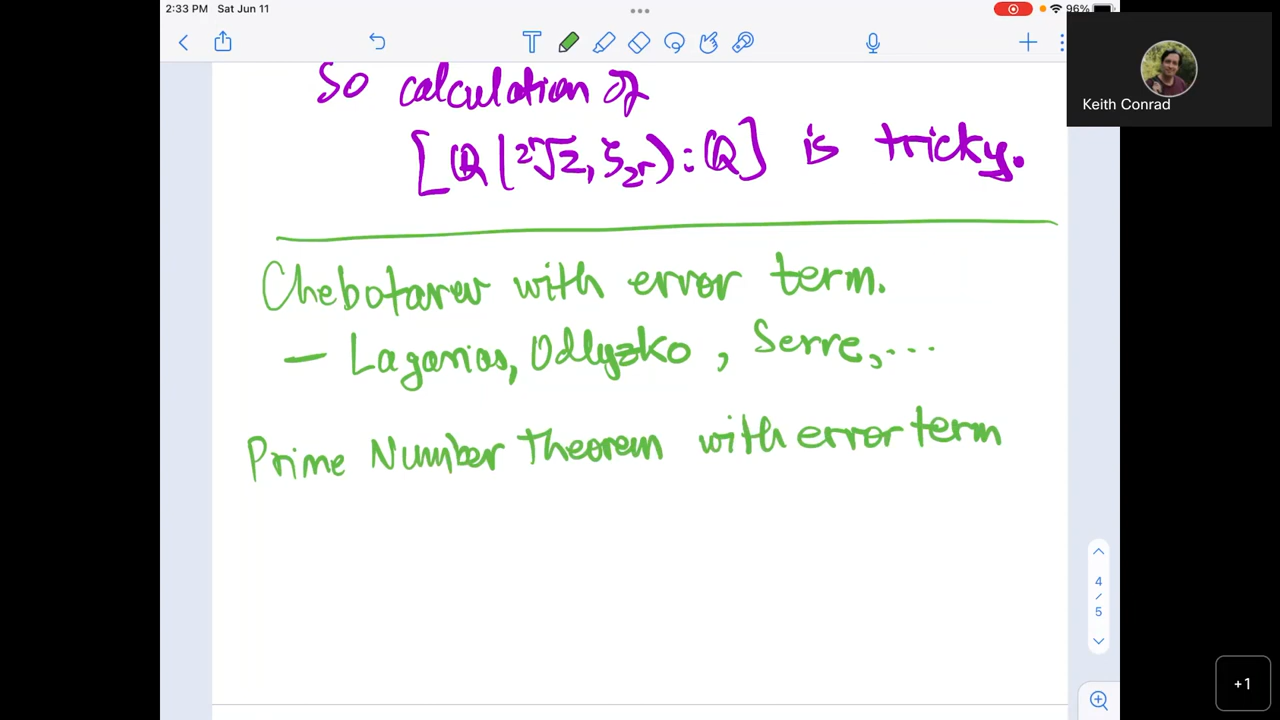 2:33 PM Sat Jun 11
96%
Keith Conrad
So calculation of
[Q(²ʳ√2, ζ₂ʳ):Q] is tricky.
Chebotarev with error term.
— Lagarias, Odlyzko, Serre, ...
Prime Number Theorem with error term
4
/
5
+1